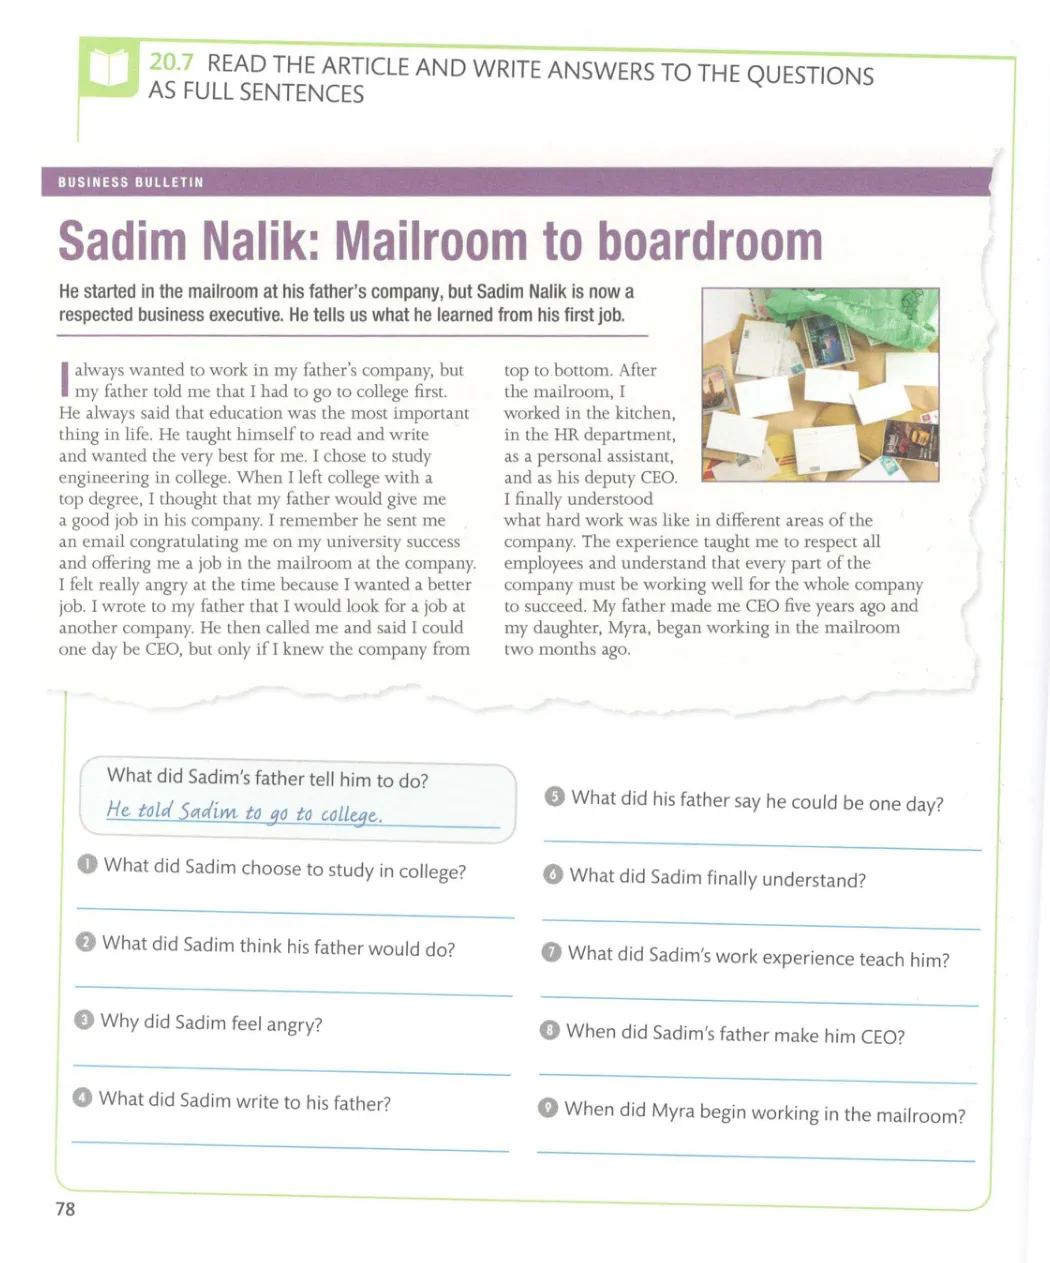 20.7 READ THE ARTICLE AND WRITE ANSWERS TO THE QUESTIONS
AS FULL SENTENCES
BUSINESS BULLETIN
Sadim Nalik: Mailroom to boardroom
He started in the mailroom at his father's company, but Sadim Nalik is now a
respected business executive. He tells us what he learned from his first job.
I always wanted to work in my father's company, but
my father told me that I had to go to college first.
He always said that education was the most important
thing in life. He taught himself to read and write
and wanted the very best for me. I chose to study
engineering in college. When I left college with a
top degree, I thought that my father would give me
a good job in his company. I remember he sent me
an email congratulating me on my university success
and offering me a job in the mailroom at the company.
I felt really angry at the time because I wanted a better
job. I wrote to my father that I would look for a job at
another company. He then called me and said I could
one day be CEO, but only if I knew the company from
top to bottom. After
the mailroom, I
worked in the kitchen,
in the HR department,
as a personal assistant,
and as his deputy CEO.
I finally understood
what hard work was like in different areas of the
company. The experience taught me to respect all
employees and understand that every part of the
company must be working well for the whole company
to succeed. My father made me CEO five years ago and
my daughter, Myra, began working in the mailroom
two months ago.
What did Sadim's father tell him to do?
He told Sadim to go to college.
1 What did Sadim choose to study in college?
2 What did Sadim think his father would do?
3 Why did Sadim feel angry?
4 What did Sadim write to his father?
5 What did his father say he could be one day?
6 What did Sadim finally understand?
7 What did Sadim's work experience teach him?
8 When did Sadim's father make him CEO?
9 When did Myra begin working in the mailroom?
78